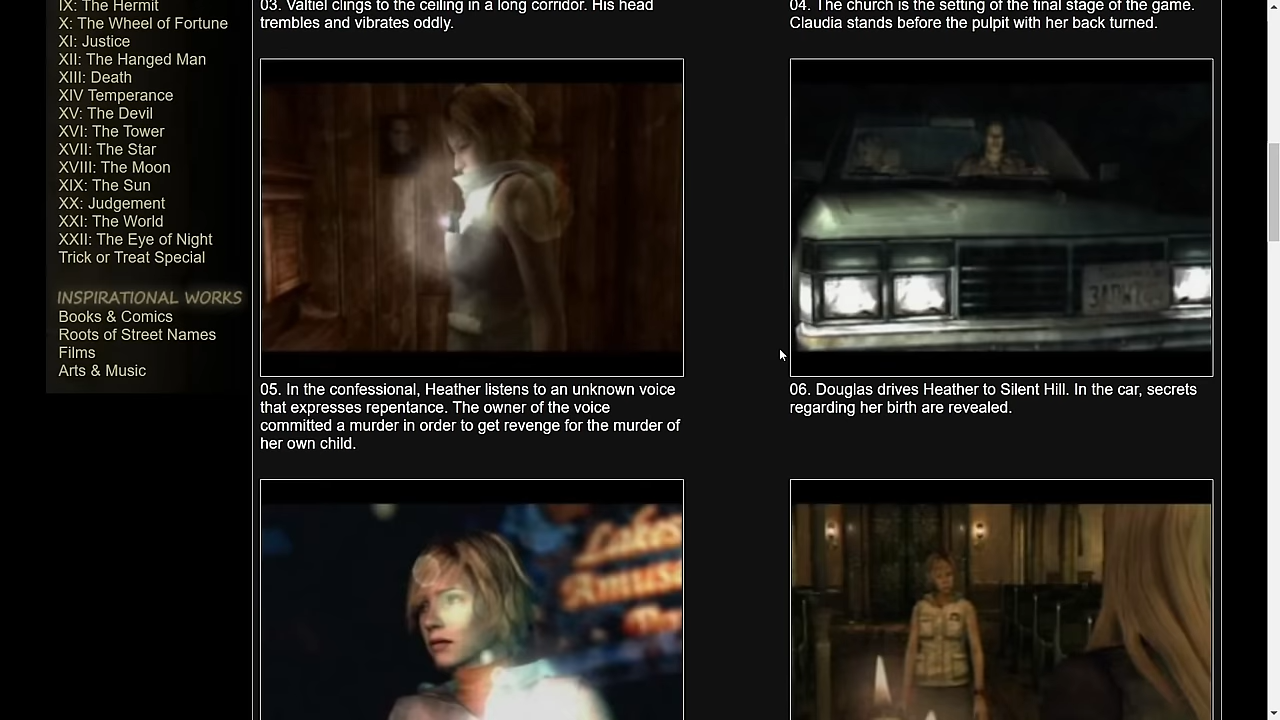 IX: The Hermit
X: The Wheel of Fortune
XI: Justice
XII: The Hanged Man
XIII: Death
XIV Temperance
XV: The Devil
XVI: The Tower
XVII: The Star
XVIII: The Moon
XIX: The Sun
XX: Judgement
XXI: The World
XXII: The Eye of Night
Trick or Treat Special
INSPIRATIONAL WORKS
Books & Comics
Roots of Street Names
Films
Arts & Music
03. Valtiel clings to the ceiling in a long corridor. His head
trembles and vibrates oddly.
04. The church is the setting of the final stage of the game.
Claudia stands before the pulpit with her back turned.
05. In the confessional, Heather listens to an unknown voice
that expresses repentance. The owner of the voice
committed a murder in order to get revenge for the murder of
her own child.
06. Douglas drives Heather to Silent Hill. In the car, secrets
regarding her birth are revealed.